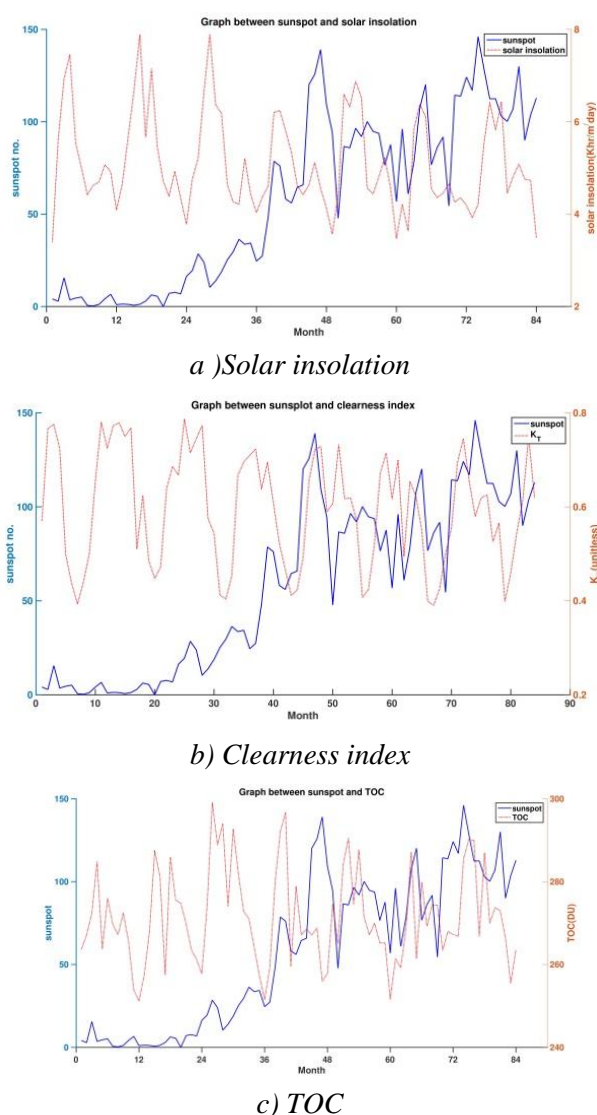 Graph between sunspot and solar insolation
sunspot
solar insolation
150
100
50
0
sunspot no.
8
6
4
2
solar insolation(Khr/m day)
0 12 24 36 48 60 72 84
Month
a )Solar insolation
Graph between sunsplot and clearness index
sunspot
K_T
150
100
50
0
sunspot no.
0.8
0.6
0.4
0.2
K (unitless)
0 10 20 30 40 50 60 70 80 90
Month
b) Clearness index
Graph between sunspot and TOC
sunspot
TOC
150
100
50
0
sunspot
300
280
260
240
TOC(DU)
0 12 24 36 48 60 72 84
Month
c) TOC